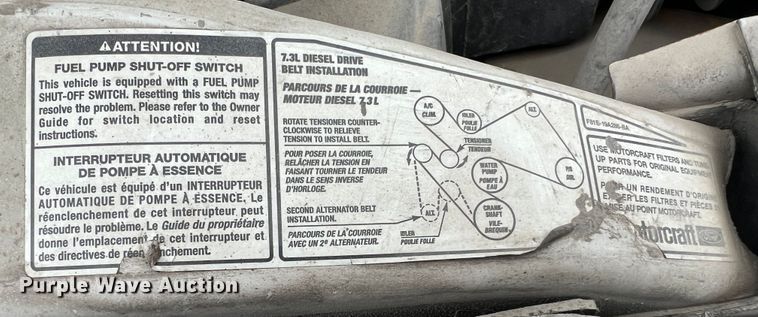 ATTENTION!
FUEL PUMP SHUT-OFF SWITCH
This vehicle is equipped with a FUEL PUMP
SHUT-OFF SWITCH. Resetting this switch may
resolve the problem. Please refer to the Owner
Guide for switch location and reset
instructions.
INTERRUPTEUR AUTOMATIQUE
DE POMPE À ESSENCE
Ce véhicule est équipé d'un INTERRUPTEUR
AUTOMATIQUE DE POMPE À ESSENCE. Le
réenclenchement de cet interrupteur peut
résoudre le problème. Le Guide du propriétaire
donne l'emplacement de cet interrupteur et
des directives de
7.3L DIESEL DRIVE
BELT INSTALLATION
PARCOURS DE LA COURROIE —
MOTEUR DIESEL 7.3 L
ROTATE TENSIONER COUNTER-
CLOCKWISE TO RELIEVE
TENSION TO INSTALL BELT.
POUR POSER LA COURROIE,
RELÂCHER LA TENSION EN
FAISANT TOURNER LE TENDEUR
DANS LE SENS INVERSE
D'HORLOGE.
SECOND ALTERNATOR BELT
INSTALLATION
PARCOURS DE LA COURROIE
AVEC UN 2e ALTERNATEUR.
A/C
CLIM.
IDLER
POULIE
FOLLE
ALT.
TENSIONER
TENDEUR
WATER
PUMP
POMPE
À EAU
P/S
DIR.
ALT.
IDLER
POULIE FOLLE
CRANK-
SHAFT
VILE-
BREQUIN
USE MOTORCRAFT FILTERS AND TUNE
UP PARTS FOR ORIGINAL EQUIPMENT
PERFORMANCE.
UN RENDEMENT D'ORIGINE
LES FILTRES ET PIÈCES
MISE AU POINT MOTORCRAFT.
Purple Wave Auction